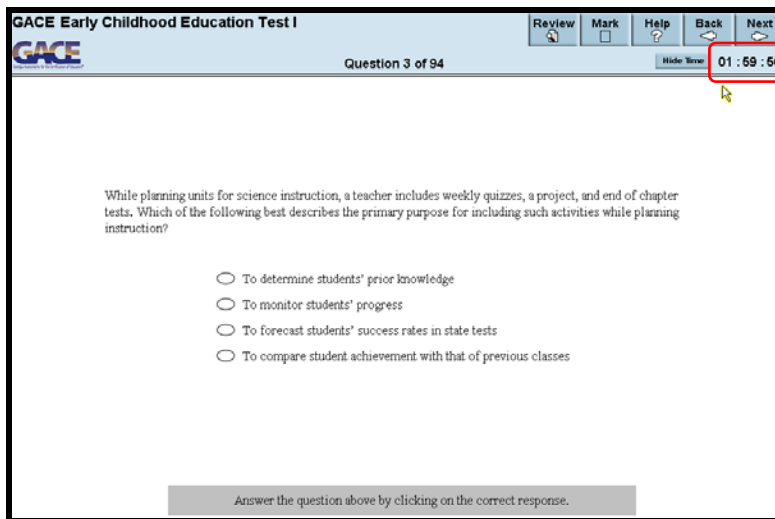 GACE Early Childhood Education Test I
Review Mark Help Back Next
GACE
Question 3 of 94
Hide Time 01 : 59 : 5
While planning units for science instruction, a teacher includes weekly quizzes, a project, and end of chapter
tests. Which of the following best describes the primary purpose for including such activities while planning
instruction?
To determine students' prior knowledge
To monitor students' progress
To forecast students' success rates in state tests
To compare student achievement with that of previous classes
Answer the question above by clicking on the correct response.